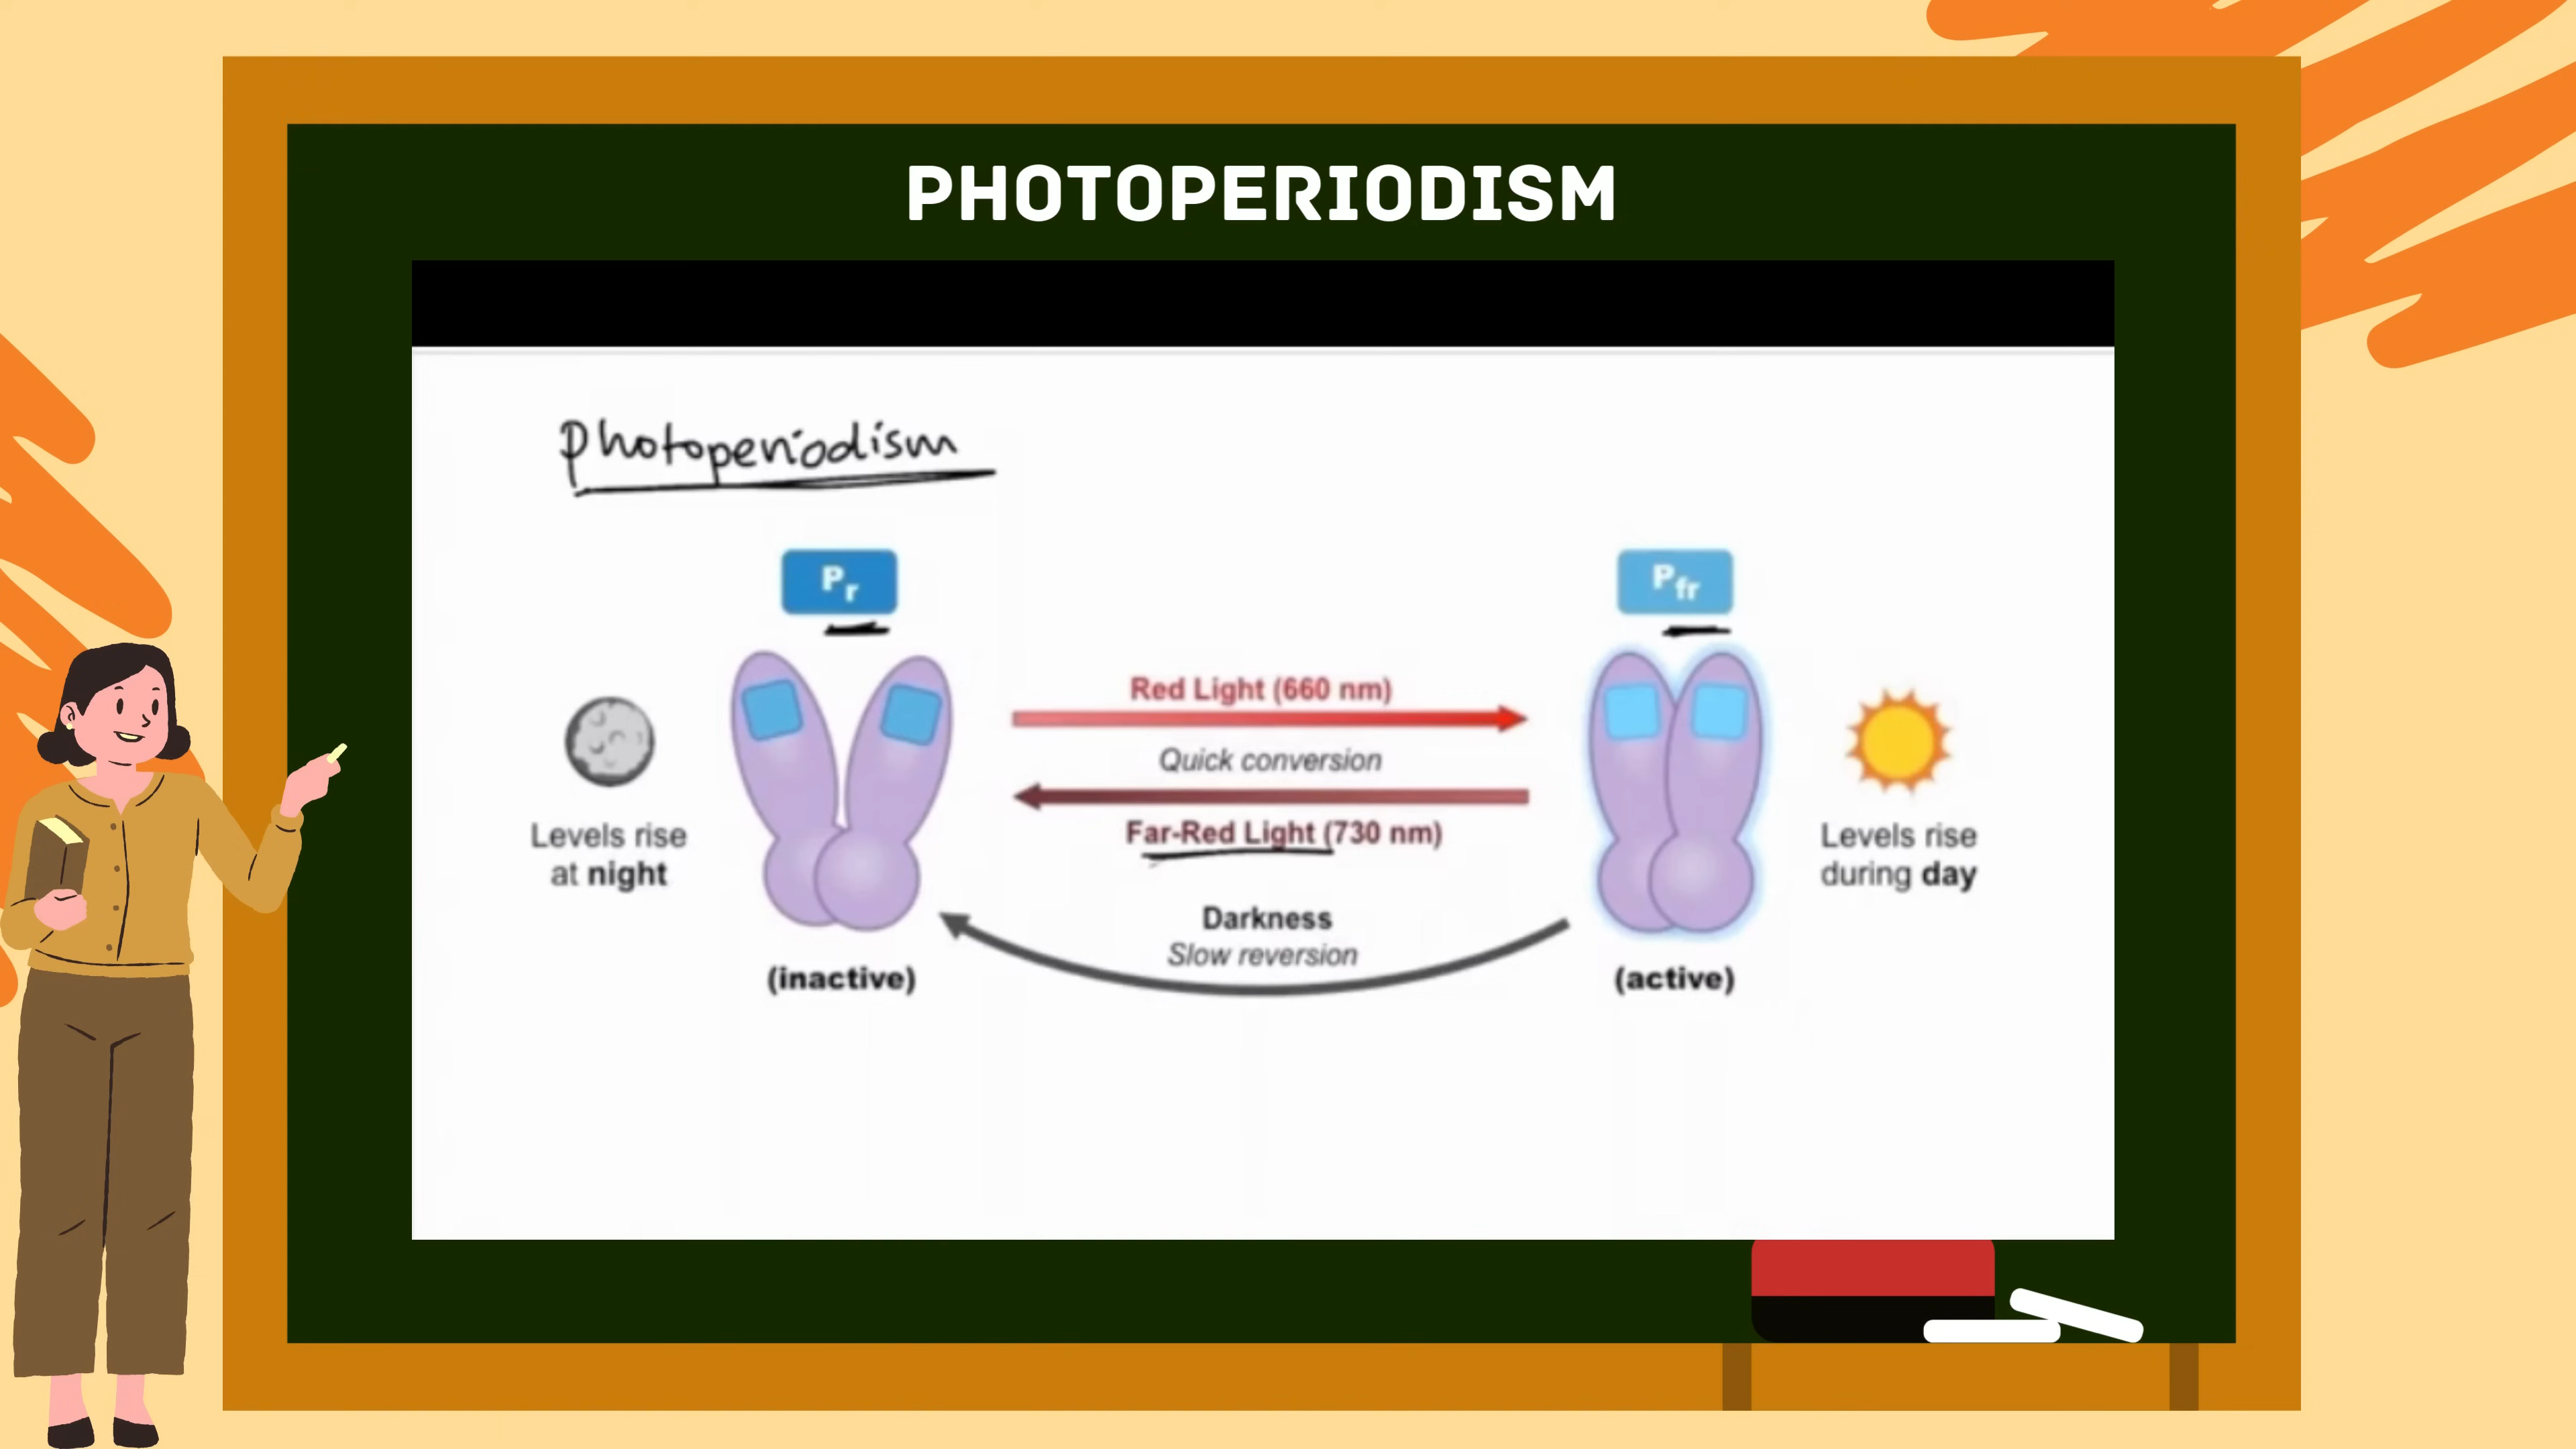 PHOTOPERIODISM
Photoperiodism
Pr
Pfr
Red Light (660 nm)
Quick conversion
Far-Red Light (730 nm)
Levels rise
at night
Levels rise
during day
Darkness
Slow reversion
(inactive)
(active)